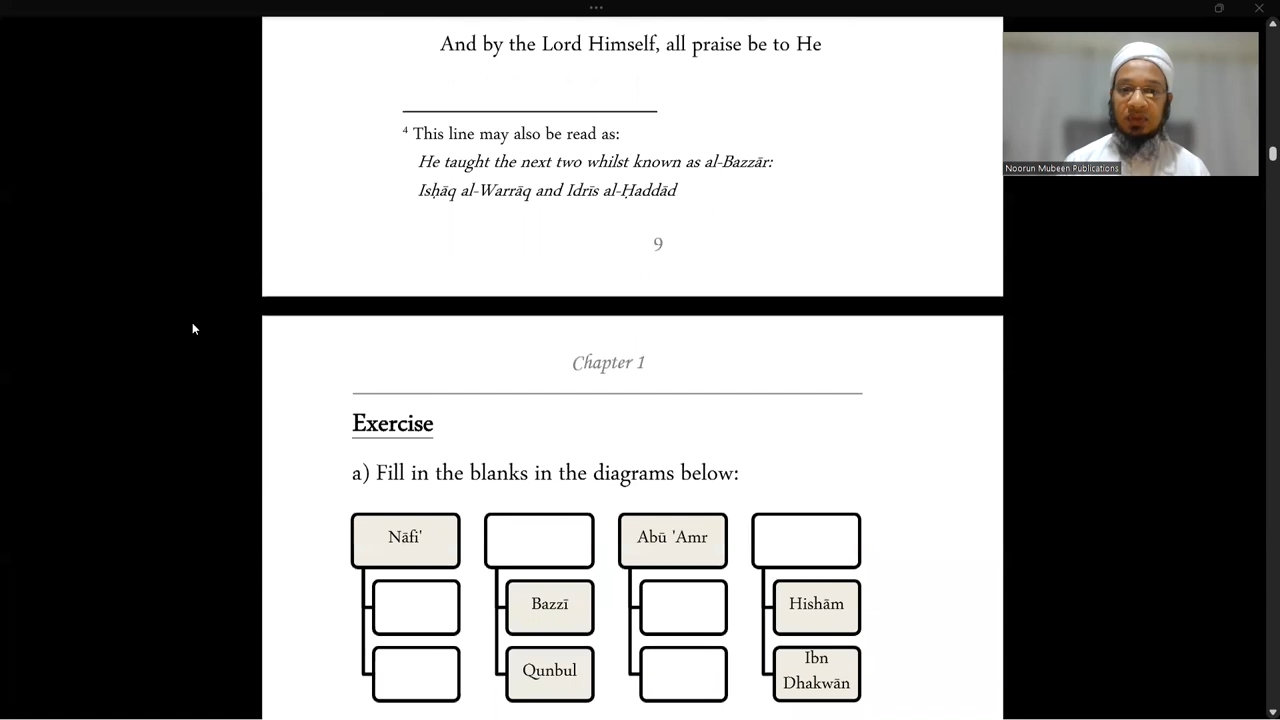 And by the Lord Himself, all praise be to He
Noorun Mubeen Publications
4 This line may also be read as:
He taught the next two whilst known as al-Bazzār:
Isḥāq al-Warrāq and Idrīs al-Ḥaddād
9
Chapter 1
Exercise
a) Fill in the blanks in the diagrams below:
Nāfi'
Abū 'Amr
Bazzī
Hishām
Qunbul
Ibn
Dhakwān